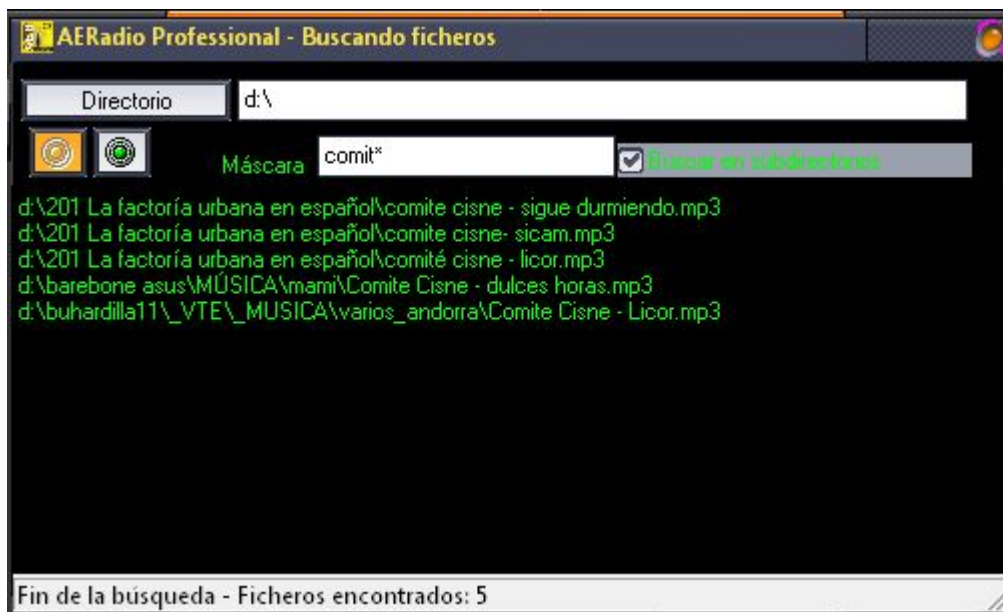 AERadio Professional - Buscando ficheros
Directorio d:\
Máscara comit* Buscar en subdirectorios
d:\201 La factoría urbana en español\comite cisne - sigue durmiendo.mp3
d:\201 La factoría urbana en español\comite cisne- sicam.mp3
d:\201 La factoría urbana en español\comité cisne - licor.mp3
d:\barebone asus\MÚSICA\mami\Comite Cisne - dulces horas.mp3
d:\buhardilla11\_VTE\_MUSICA\varios_andorra\Comite Cisne - Licor.mp3
Fin de la búsqueda - Ficheros encontrados: 5